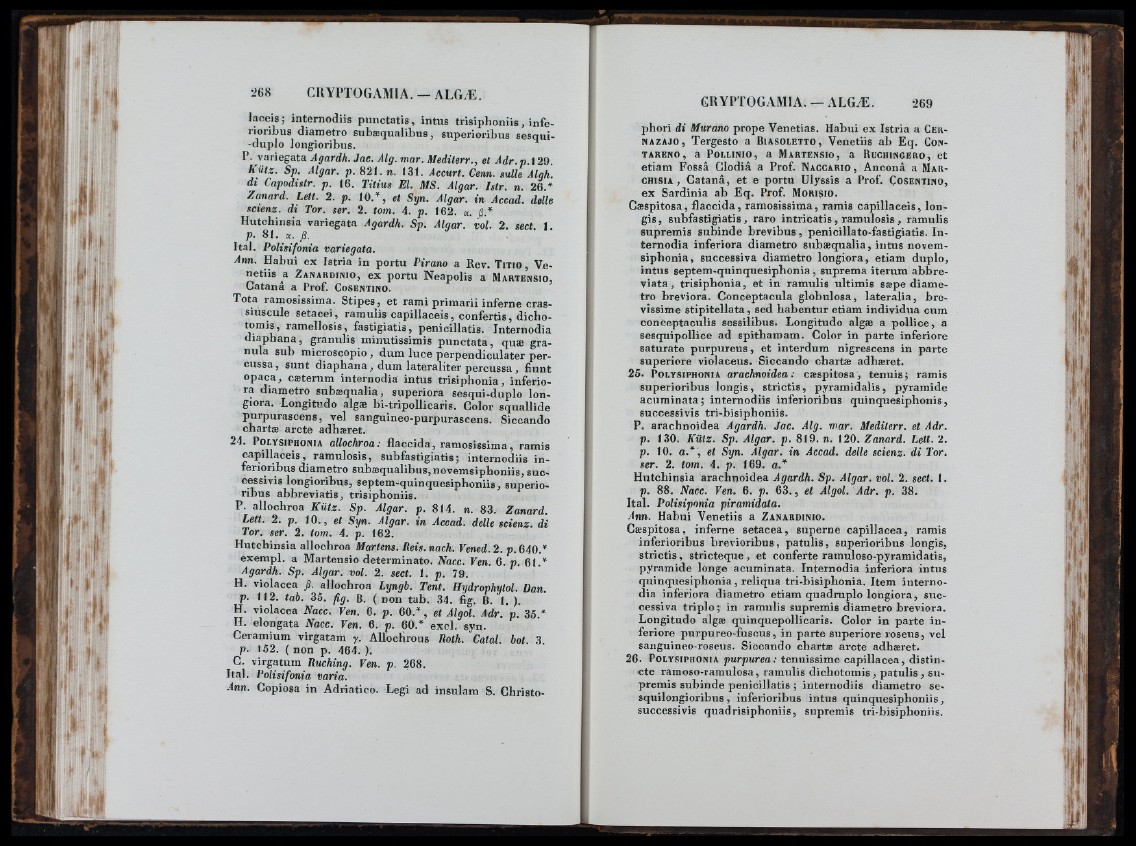 268 CRYPTOGAMIA. — ALGÆ.
laceis; internodiis punctatis, intus trisiphoniis, infe-
rioribus diametro subæqualibus, superioribus sesqui-
-duplo longioribus.
P. variegata Agardh. Jac. Alg. mar. Mediterr., et Adr. p. 129.
Kütz. Sp. Algar. p. 821. n. 131. Accurt. Cenn. sulle Algh.
di Capodistr. p. 16. Titius El. MS. Algar. Istr. n. 26.*
Zanard. Lett. 2. p. 10.*, et Syn. Algar. in Accad. delle
scienz. di Tor. ser. 2. tom. 4. p. 162. α. β.*
Hutchinsia variegata Agardh. Sp. Algar. vol. 2. sect. 1.
p. 81. α. β.
Ital. Polisifonia variegata.
Ann. Habui ex Istria in portu Pirano a Rev. Titio, Ve-
netiis a Zanardinio, ex portu Neapolis a Martensio,
Catanâ a Prof. Cosentino.
Tota ramosissima. Stipes, et rami primarii inferne cras-
siuscule setacei, ramulis capillaceis, confertis, dicho-
tomis, ramellosis, fastigiatis, penicillatis. Internodia
diaphana, granulis minutissimis punctata, quæ gra-
nula sub microscopio, dum luce perpendiculater per-
cussa, sunt diaphana, dum lateraliter percussa, fiunt
opaca, cæterum internodia intus trisiphonia, inferio-
ra diametro subæqualia, superiora sesqui-duplo lon-
giora. Longitudo algæ bi-tripollicaris. Color squallide
purpurascens, vel sanguineo-purpurascens. Siccando
chartæ arcte adhæret.
24. Polysiphonia allochroa: flaccida, ramosissima, ramis
capillaceis, ramulosis, subfastigiatis; internodiis in-
ferioribus diametro subæqualibus, novemsiphoniis, suc-
cessivis longioribus, septem-quinquesiphoniis, superio-
ribus abbreviatis, trisiphoniis.
P. allochroa Kütz. Sp. Algar. p. 814. n. 83. Zanard.
Lett. 2. p. 10., et Syn. Algar. in Accad. delle scienz. di
Tor. ser. 2. tom. 4. p. 162.
Hutchinsia allochroa Martens. Reis. nach. Vened. 2. p. 640.*
exempl. a Martensio determinato. Nacc. Ven. 6. p. 61.*
Agardh. Sp. Algar. vol. 2. sect. 1. p. 79.
H. violacea β. allochroa Lyngb. Tent. Hydrophytol. Dan.
p. 112. tab. 35. fig. B. ( non tab. 34. fig. B. 1. ).
H. violacea Nacc. Ven. 6. p. 60.*, et Algol. Adr. p. 35.*
H. elongata Nacc. Ven. 6. p. 60.* excl. syn.
Ceramium virgatam γ. Allochrous Roth. Catal. bot. 3.
p. 152. ( non p. 464. ).
C. virgatum Ruching. Ven. p. 268.
Ital. Polisifonia varia.
Ann. Copiosa in Adriatico. Legi ad insulam S. Christo-
CRYPTOGAMIA. — ALGÆ. 269
phori di Murano prope Venetias. Habui ex Istria a Cer-
nazajo, Tergesto a Biasoletto, Venetiis ab Eq. Con-
tareno, a Pollinio, a Martensio, a Ruchingero, et
etiam Fossâ Clodiâ a Prof. Naccario, Anconâ a Mar-
chisia, Catanâ, et e portu Ulyssis a Prof. Cosentino,
ex Sardinia ab Eq. Prof. Morisio.
Cæspitosa, flaccida, ramosissima, ramis capillaceis, lon-
gis, subfastigiatis, raro intricatis, ramulosis, ramulis
supremis subinde brevibus, penicillato-fastigiatis. In-
ternodia inferiora diametro subæqualia, intus novem-
siphonia, successiva diametro longiora, etiam duplo,
intus septem-quinquesiphonia, suprema iterum abbre-
viata, trisiphonia, et in ramulis ultimis sæpe diame-
tro breviora. Conceptacula globulosa, lateralia, bre-
vissime stipitellata, sed habentur etiam individua cum
conceptaculis sessilibus. Longitudo algæ a pollice, a
sesquipollice ad spithamam. Color in parte inferiore
saturate purpureus, et interdum nigrescens in parte
superiore violaceus. Siccando chartæ adhæret.
25. Polysiphonia arachnoidea: cæspitosa, tenuis; ramis
superioribus longis, strictis, pyramidalis, pyramide
acuminata; internodiis inferioribus quinquesiphoniis,
successivis tri-bisiphoniis.
P. arachnoidea Agardh. Jac. Alg. mar. Mediterr. et Adr.
p. 130. Kütz. Sp. Algar. p. 819. n. 120. Zanard. Lett. 2.
p. 10. a.*, et Syn. Algar. in Accad. delle scienz. di Tor.
ser. 2. tom. 4. p. 169. a.*
Hutchinsia arachnoidea Agardh. Sp. Algar. vol. 2. sect. 1.
p. 88. Nacc. Ven. 6. p. 63., et Algol. Adr. p. 38.
Ital. Polisiponia piramidata.
Ann. Habui Venetiis a Zanardinio.
Cæspitosa, inferne setacea, superne capillacea, ramis
inferioribus brevioribus, patulis, superioribus longis,
strictis, stricteque, et conferte ramuloso-pyramidatis,
pyramide longe acuminata. Internodia inferiora intus
quinquesiphonia, reliqua tri-bisiphonia. Item interno-
dia inferiora diametro etiam quadruplo longiora, suc-
cessiva triplo; in ramulis supremis diametro breviora.
Longitudo algæ quinquepollicaris. Color in parte in-
feriore purpureo-fuscus, in parte superiore roseus, vel
sanguineo-roseus. Siccando chartæ arcte adhæret.
26. Polysiphonia purpurea: tenuissime capillacea, distin-
cte ramoso-ramulosa, ramulis dichotomis, patulis, su-
premis subinde penicillatis; internodiis diametro se-
squilongioribus, inferioribus intus quinquesiphoniis,
successivis quadrisiphoniis, supremis tri-bisiphoniis.